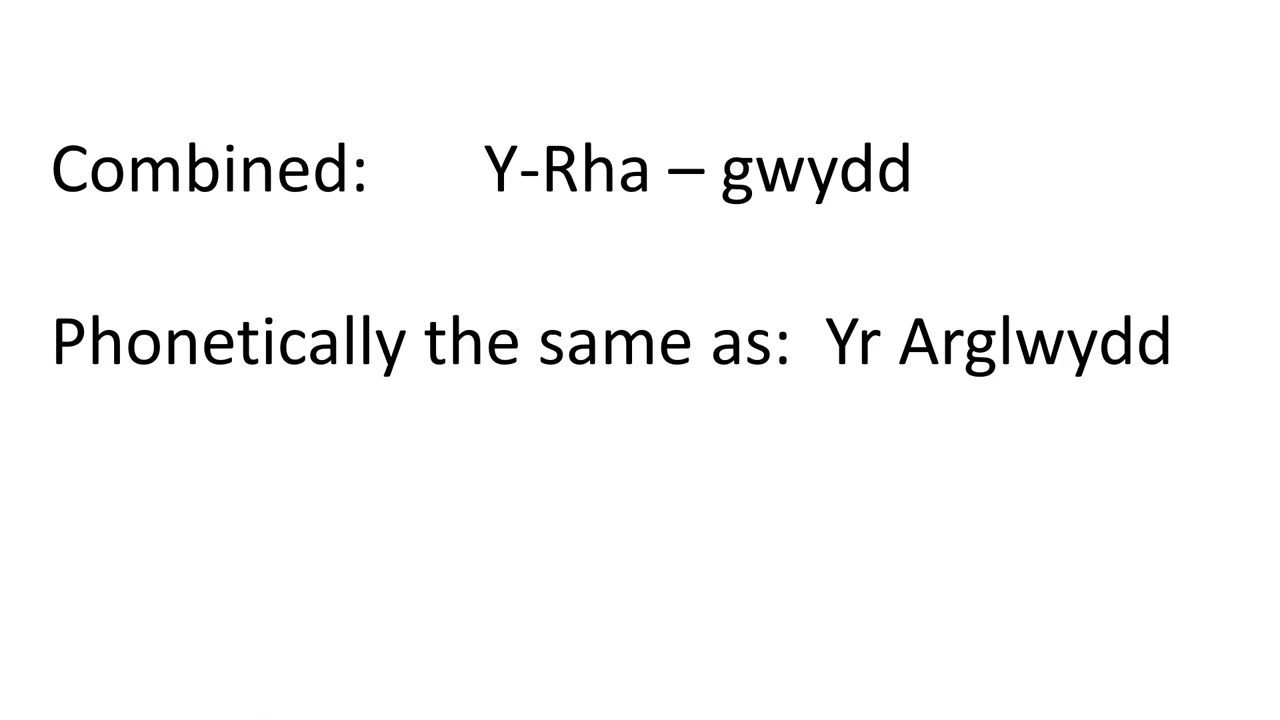 Combined: Y-Rha – gwydd
Phonetically the same as: Yr Arglwydd